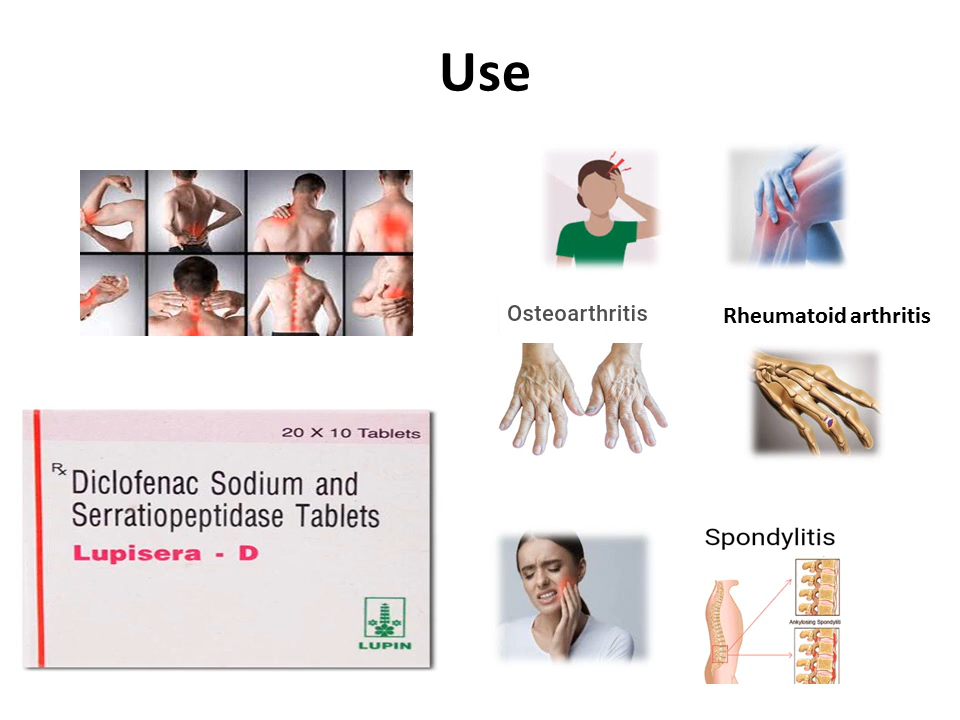 Use
Osteoarthritis
Rheumatoid arthritis
20 X 10 Tablets
Rx Diclofenac Sodium and
Serratiopeptidase Tablets
Lupisera - D
LUPIN
Spondylitis
Ankylosing Spondyliti